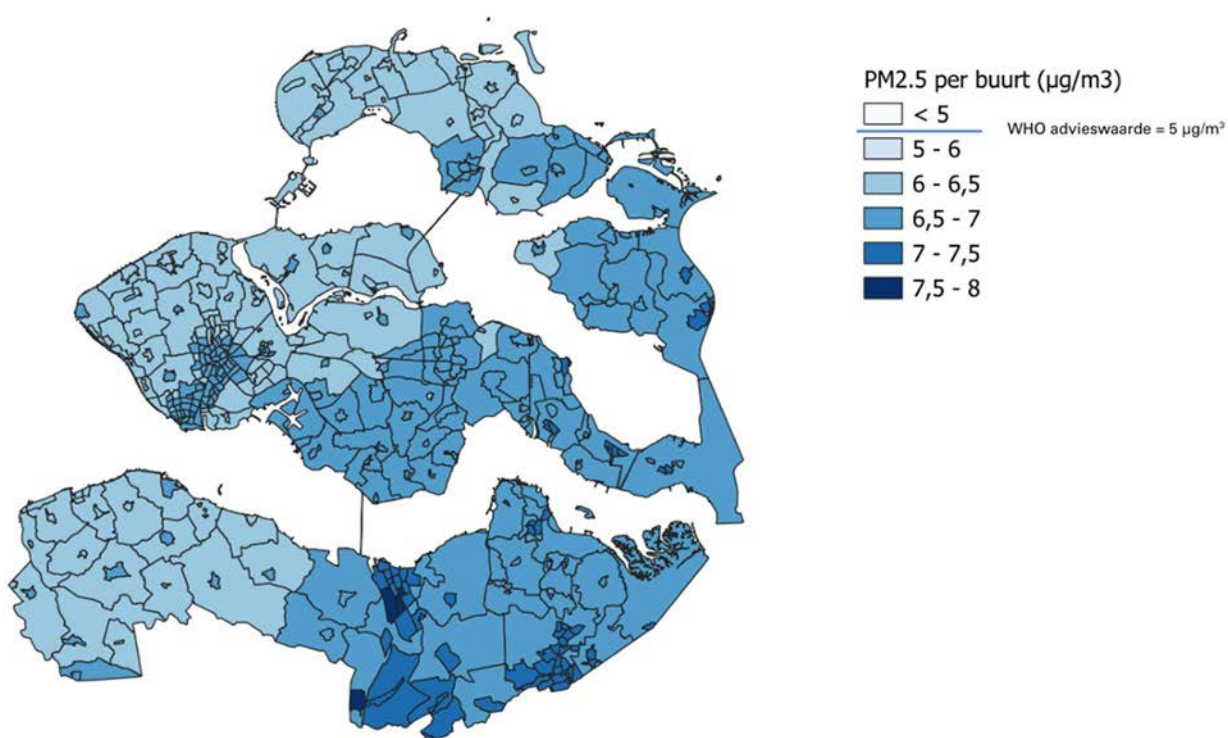 PM2.5 per buurt (µg/m3)
< 5
WHO advieswaarde = 5 µg/m³
5 - 6
6 - 6,5
6,5 - 7
7 - 7,5
7,5 - 8